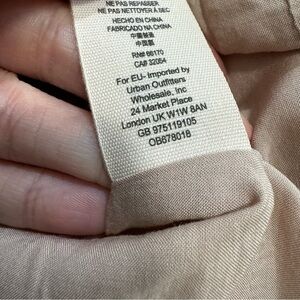 NE PAS REPASSER
NE PAS NETTOYER À SEC
HECHO EN CHINA
FABRICADO NA CHINA
中國製造
中国制
RN# 66170
CA# 32054
For EU- Imported by
Urban Outfitters
Wholesale, Inc
24 Market Place
London UK W1W 8AN
GB 975119105
OB678018